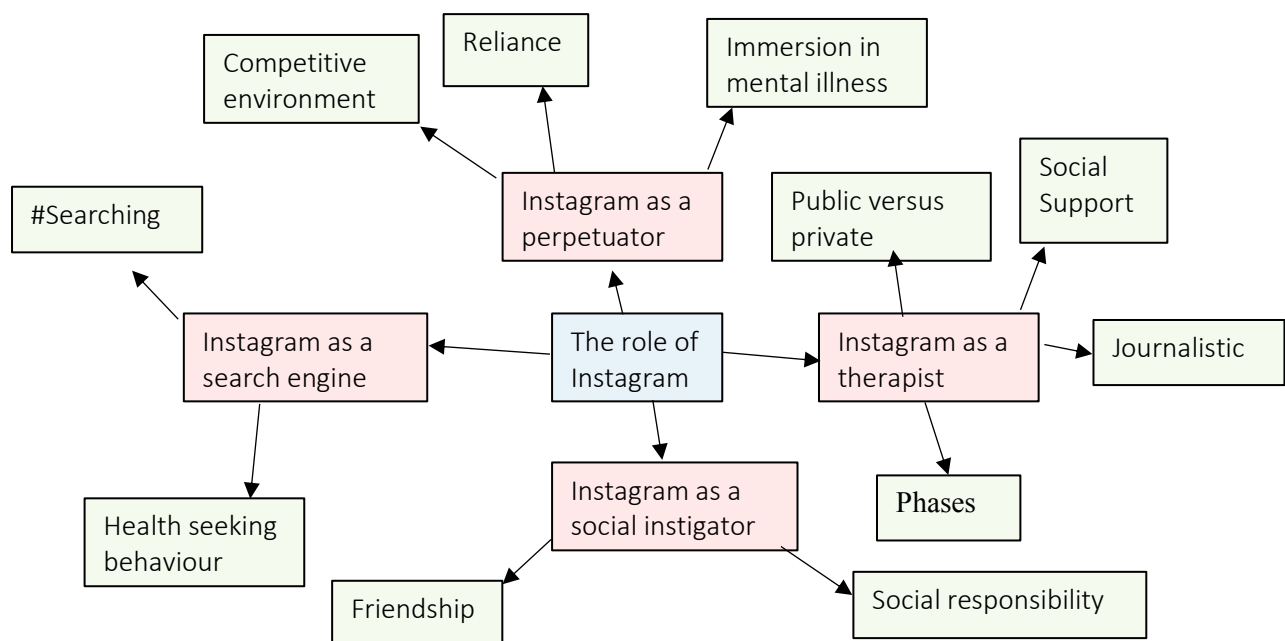 Reliance
Immersion in
mental illness
Competitive
environment
Social
Support
Instagram as a
perpetuator
Public versus
private
#Searching
Instagram as a
search engine
The role of
Instagram
Instagram as a
therapist
Journalistic
Instagram as a
social instigator
Phases
Health seeking
behaviour
Friendship
Social responsibility